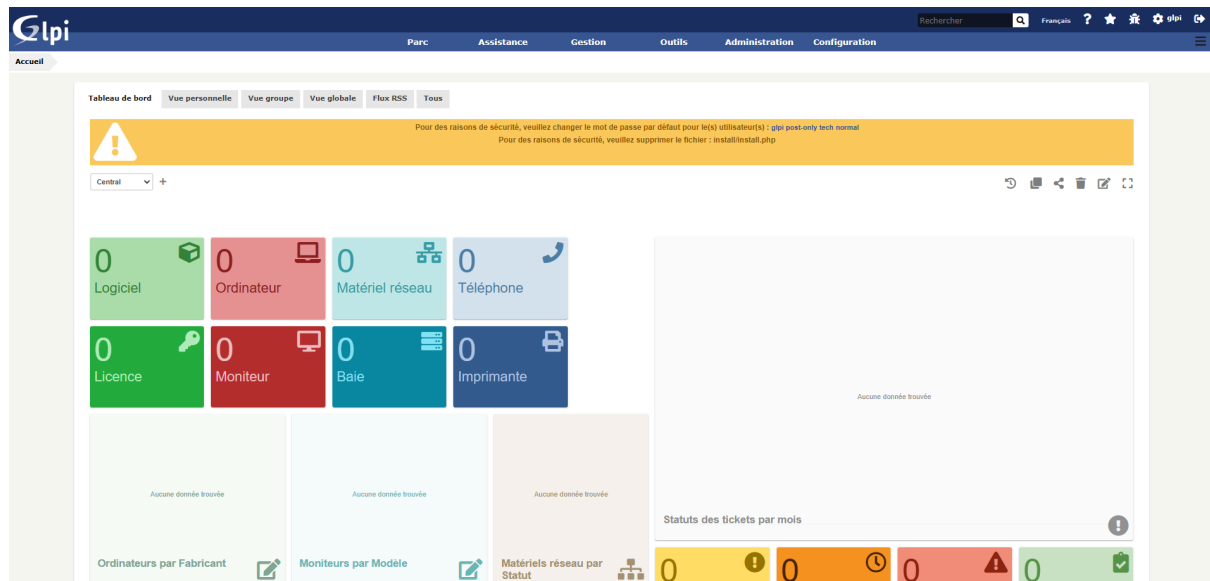 Glpi
Rechercher
Français
?
glpi
Parc Assistance Gestion Outils Administration Configuration
Accueil
Tableau de bord Vue personnelle Vue groupe Vue globale Flux RSS Tous
Pour des raisons de sécurité, veuillez changer le mot de passe par défaut pour le(s) utilisateur(s) : glpi post-only tech normal
Pour des raisons de sécurité, veuillez supprimer le fichier : install/install.php
Central
+
0
Logiciel
0
Ordinateur
0
Matériel réseau
0
Téléphone
0
Licence
0
Moniteur
0
Baie
0
Imprimante
Aucune donnée trouvée
Statuts des tickets par mois
Aucune donnée trouvée
Ordinateurs par Fabricant
Aucune donnée trouvée
Moniteurs par Modèle
Aucune donnée trouvée
Matériels réseau par
Statut
0
0
0
0